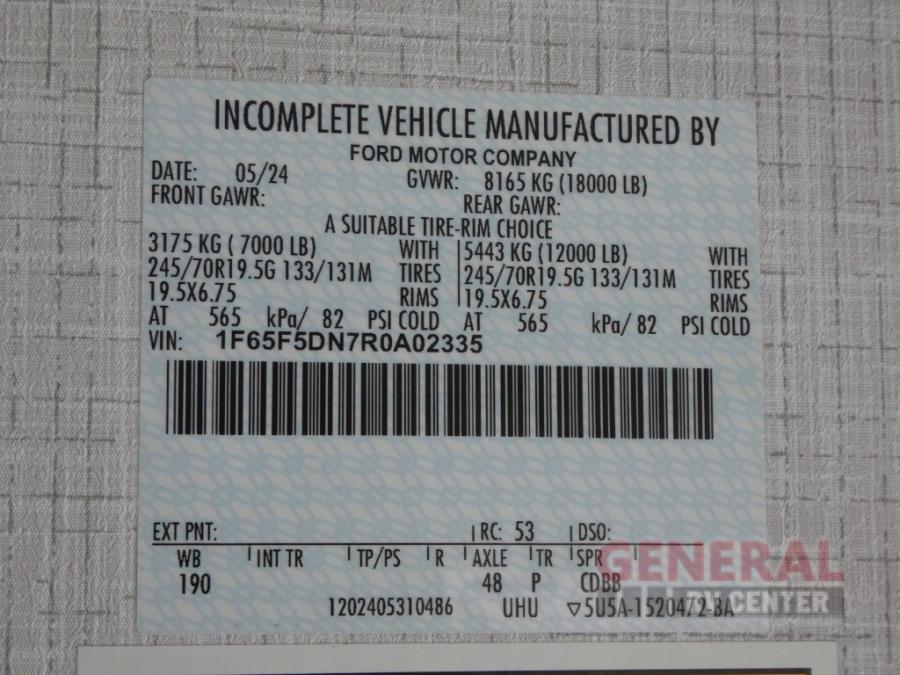 INCOMPLETE VEHICLE MANUFACTURED BY
FORD MOTOR COMPANY
DATE: 05/24 GVWR: 8165 KG (18000 LB)
FRONT GAWR: REAR GAWR:
A SUITABLE TIRE-RIM CHOICE
3175 KG ( 7000 LB) WITH 5443 KG (12000 LB) WITH
245/70R19.5G 133/131M TIRES 245/70R19.5G 133/131M TIRES
19.5X6.75 RIMS 19.5X6.75 RIMS
AT 565 kPa/ 82 PSI COLD AT 565 kPa/ 82 PSI COLD
VIN: 1F65F5DN7R0A02335
EXT PNT: RC: 53 DSO:
WB INT TR TP/PS R AXLE TR SPR
190 48 P CDBB
1202405310486 UHU ▽5U5A-1520472-BA
GENERAL
RV CENTER